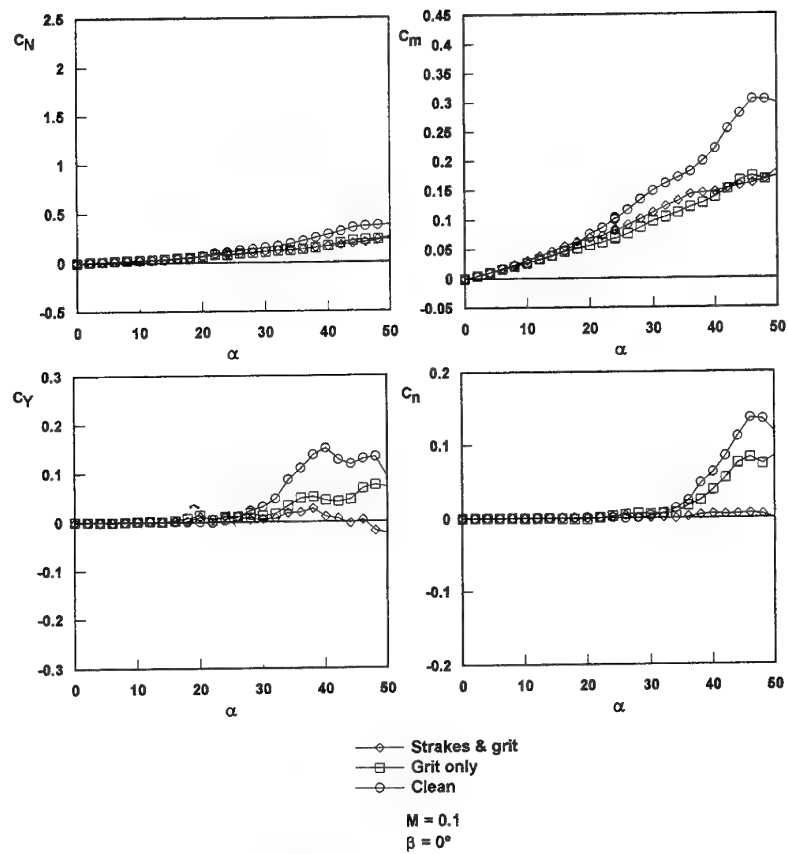 C_N
2.5
2
1.5
1
0.5
0
-0.5
0 10 20 30 40 50
α
C_m
0.45
0.4
0.35
0.3
0.25
0.2
0.15
0.1
0.05
0
-0.05
0 10 20 30 40 50
α
C_Y
0.3
0.2
0.1
0
-0.1
-0.2
-0.3
0 10 20 30 40 50
α
C_n
0.2
0.1
0
-0.1
-0.2
0 10 20 30 40 50
α
Strakes & grit
Grit only
Clean
M = 0.1
β = 0°